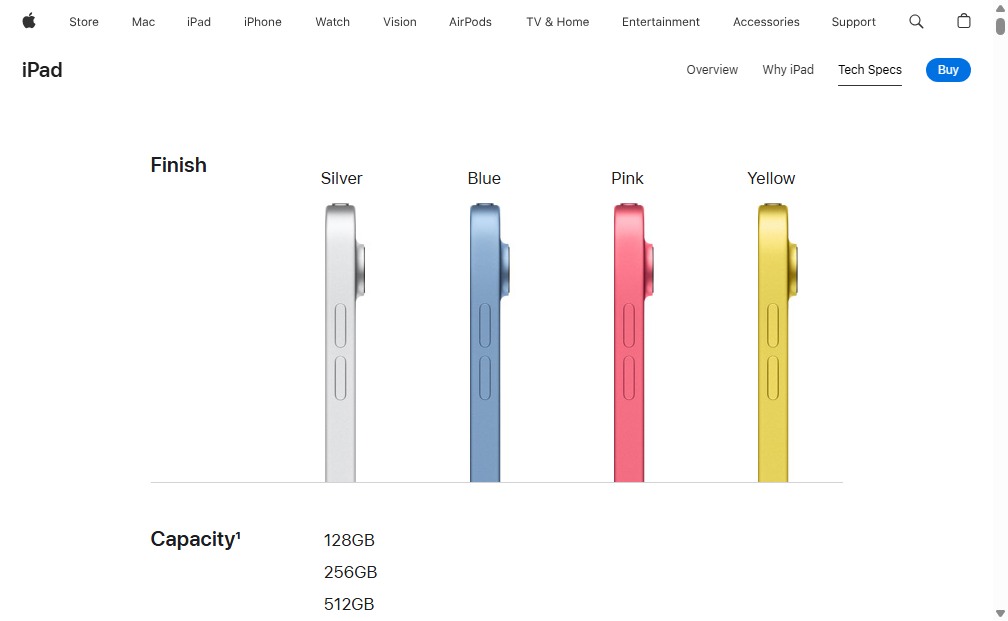 Store Mac iPad iPhone Watch Vision AirPods TV & Home Entertainment Accessories Support
iPad
Overview Why iPad Tech Specs Buy
Finish
Silver Blue Pink Yellow
Capacity¹
128GB
256GB
512GB